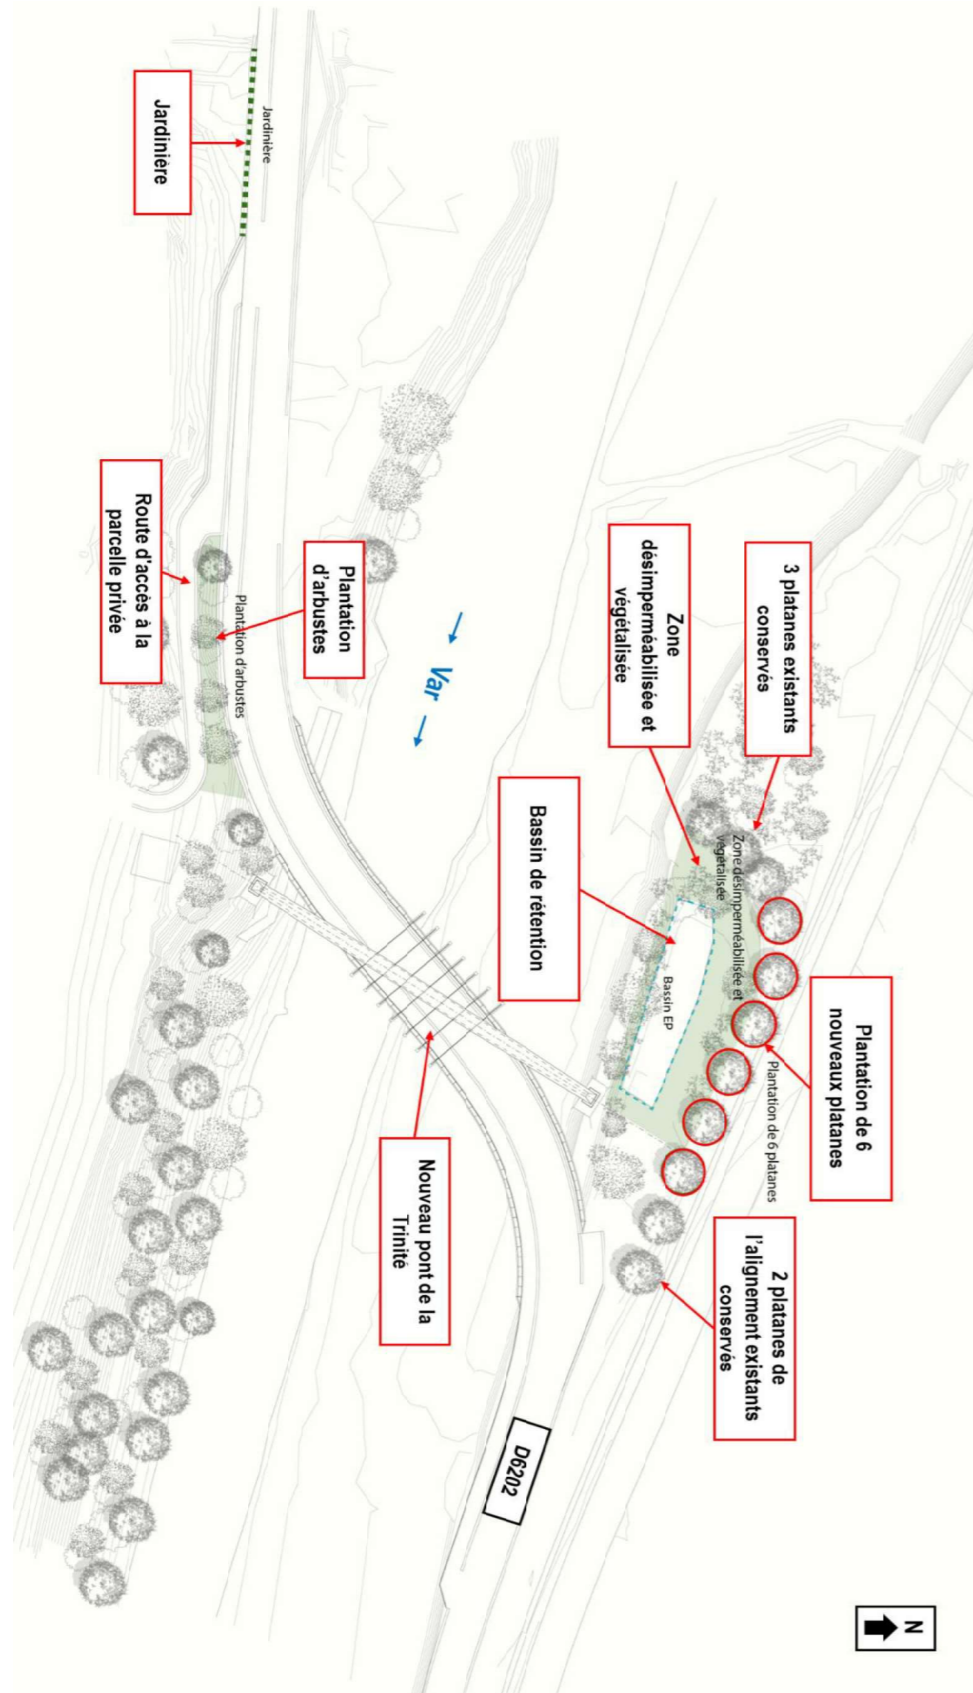 N
3 platanes existants
conservés
Plantation de 6
nouveaux platanes
2 platanes de
l'alignement existants
conservés
Zone
désimperméabilisée et
végétalisée
Zone désimperméabilisée et
végétalisée
Plantation de 6 platanes
Bassin de rétention
Bassin EP
Var
D6202
Nouveau pont de la
Trinité
Jardinière
Jardinière
Plantation
d'arbustes
Plantation d'arbustes
Route d'accès à la
parcelle privée